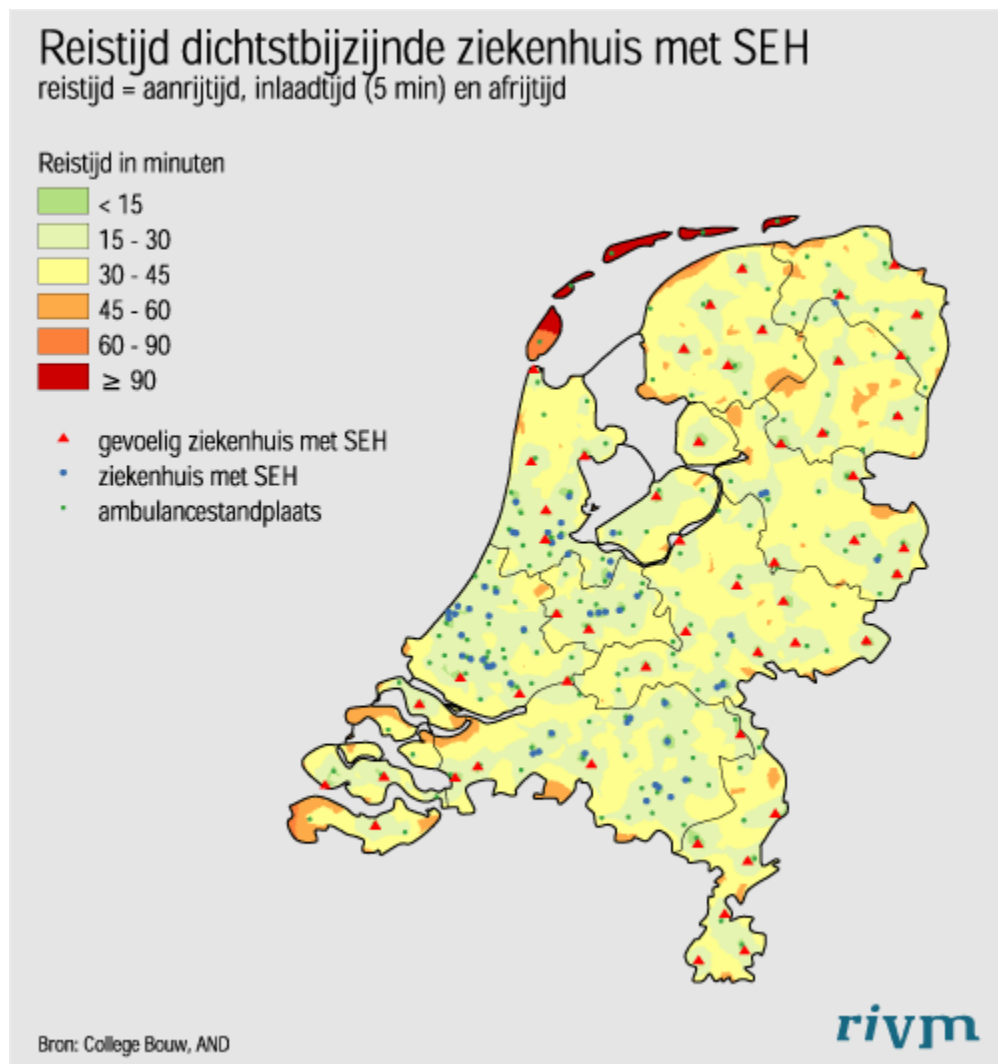 Reistijd dichtstbijzijnde ziekenhuis met SEH
reistijd = aanrijtijd, inlaadtijd (5 min) en afrijtijd
Reistijd in minuten
< 15
15 - 30
30 - 45
45 - 60
60 - 90
≥ 90
gevoelig ziekenhuis met SEH
ziekenhuis met SEH
ambulancestandplaats
Bron: College Bouw, AND
rivm